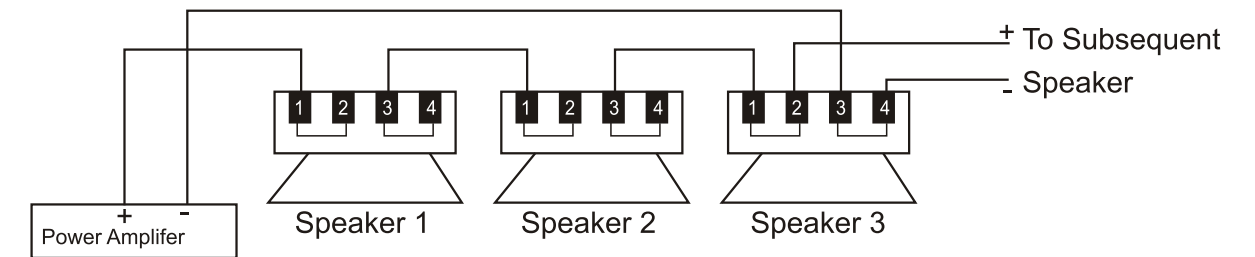 + To Subsequent
- Speaker
1 2 3 4
1 2 3 4
1 2 3 4
Speaker 1
Speaker 2
Speaker 3
+ -
Power Amplifer